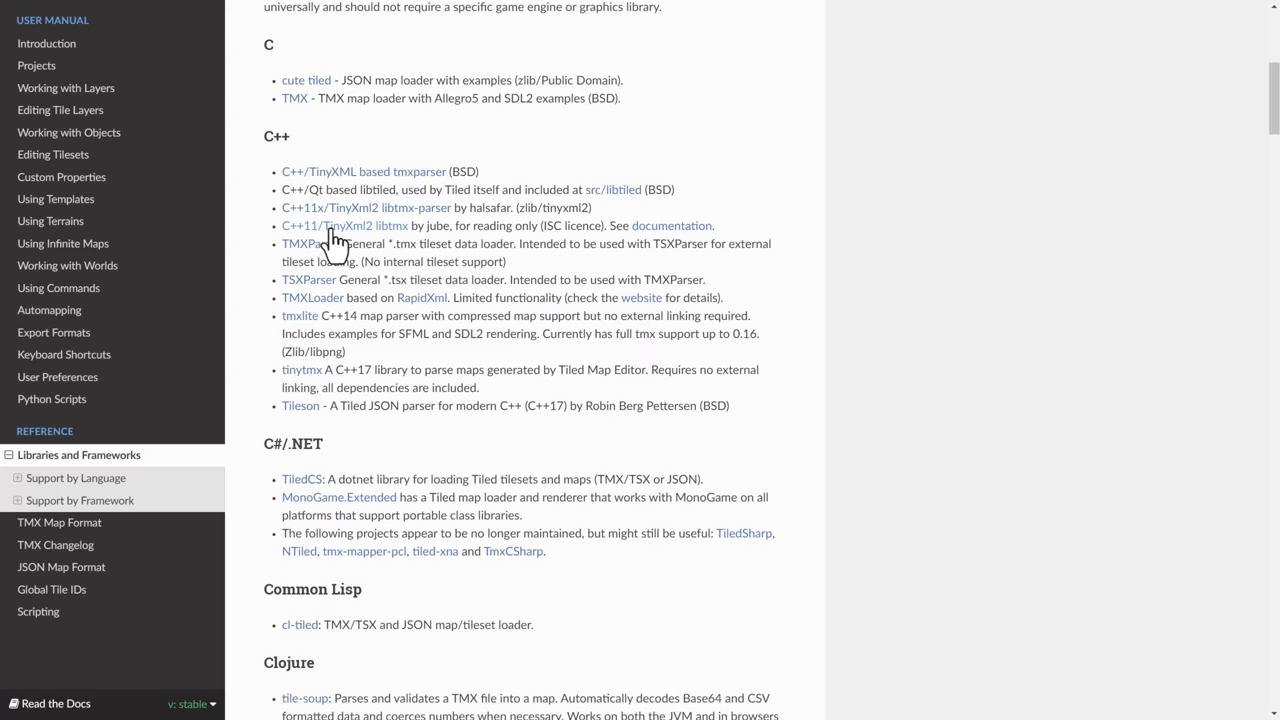 USER MANUAL
Introduction
Projects
Working with Layers
Editing Tile Layers
Working with Objects
Editing Tilesets
Custom Properties
Using Templates
Using Terrains
Using Infinite Maps
Working with Worlds
Using Commands
Automapping
Export Formats
Keyboard Shortcuts
User Preferences
Python Scripts
REFERENCE
Libraries and Frameworks
Support by Language
Support by Framework
TMX Map Format
TMX Changelog
JSON Map Format
Global Tile IDs
Scripting
Read the Docs
v: stable
universally and should not require a specific game engine or graphics library.
C
• cute tiled - JSON map loader with examples (zlib/Public Domain).
• TMX - TMX map loader with Allegro5 and SDL2 examples (BSD).
C++
• C++/TinyXML based tmxparser (BSD)
• C++/Qt based libtiled, used by Tiled itself and included at src/libtiled (BSD)
• C++11x/TinyXml2 libtmx-parser by halsafar. (zlib/tinyxml2)
• C++11/TinyXml2 libtmx by jube, for reading only (ISC licence). See documentation.
• General *.tmx tileset data loader. Intended to be used with TSXParser for external
tileset loading. (No internal tileset support)
• TSXParser General *.tsx tileset data loader. Intended to be used with TMXParser.
• TMXLoader based on RapidXml. Limited functionality (check the website for details).
• tmxlite C++14 map parser with compressed map support but no external linking required.
Includes examples for SFML and SDL2 rendering. Currently has full tmx support up to 0.16.
(Zlib/libpng)
• tinytmx A C++17 library to parse maps generated by Tiled Map Editor. Requires no external
linking, all dependencies are included.
• Tileson - A Tiled JSON parser for modern C++ (C++17) by Robin Berg Pettersen (BSD)
C#/.NET
• TiledCS: A dotnet library for loading Tiled tilesets and maps (TMX/TSX or JSON).
• MonoGame.Extended has a Tiled map loader and renderer that works with MonoGame on all
platforms that support portable class libraries.
• The following projects appear to be no longer maintained, but might still be useful: TiledSharp,
NTiled, tmx-mapper-pcl, tiled-xna and TmxCSharp.
Common Lisp
• cl-tiled: TMX/TSX and JSON map/tileset loader.
Clojure
• tile-soup: Parses and validates a TMX file into a map. Automatically decodes Base64 and CSV
formatted data and coerces numbers when necessary. Works on both the JVM and in browsers